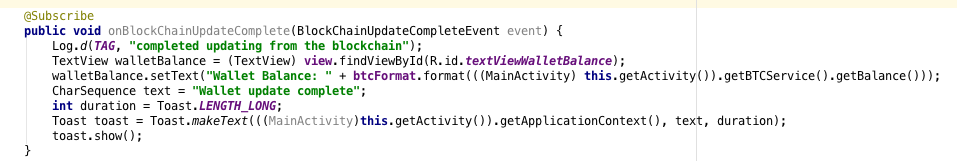 @Subscribe
public void onBlockChainUpdateComplete(BlockChainUpdateCompleteEvent event) {
Log.d(TAG, "completed updating from the blockchain");
TextView walletBalance = (TextView) view.findViewById(R.id.textViewWalletBalance);
walletBalance.setText("Wallet Balance: " + btcFormat.format(((MainActivity) this.getActivity()).getBTCService().getBalance()));
CharSequence text = "Wallet update complete";
int duration = Toast.LENGTH_LONG;
Toast toast = Toast.makeText(((MainActivity)this.getActivity()).getApplicationContext(), text, duration);
toast.show();
}